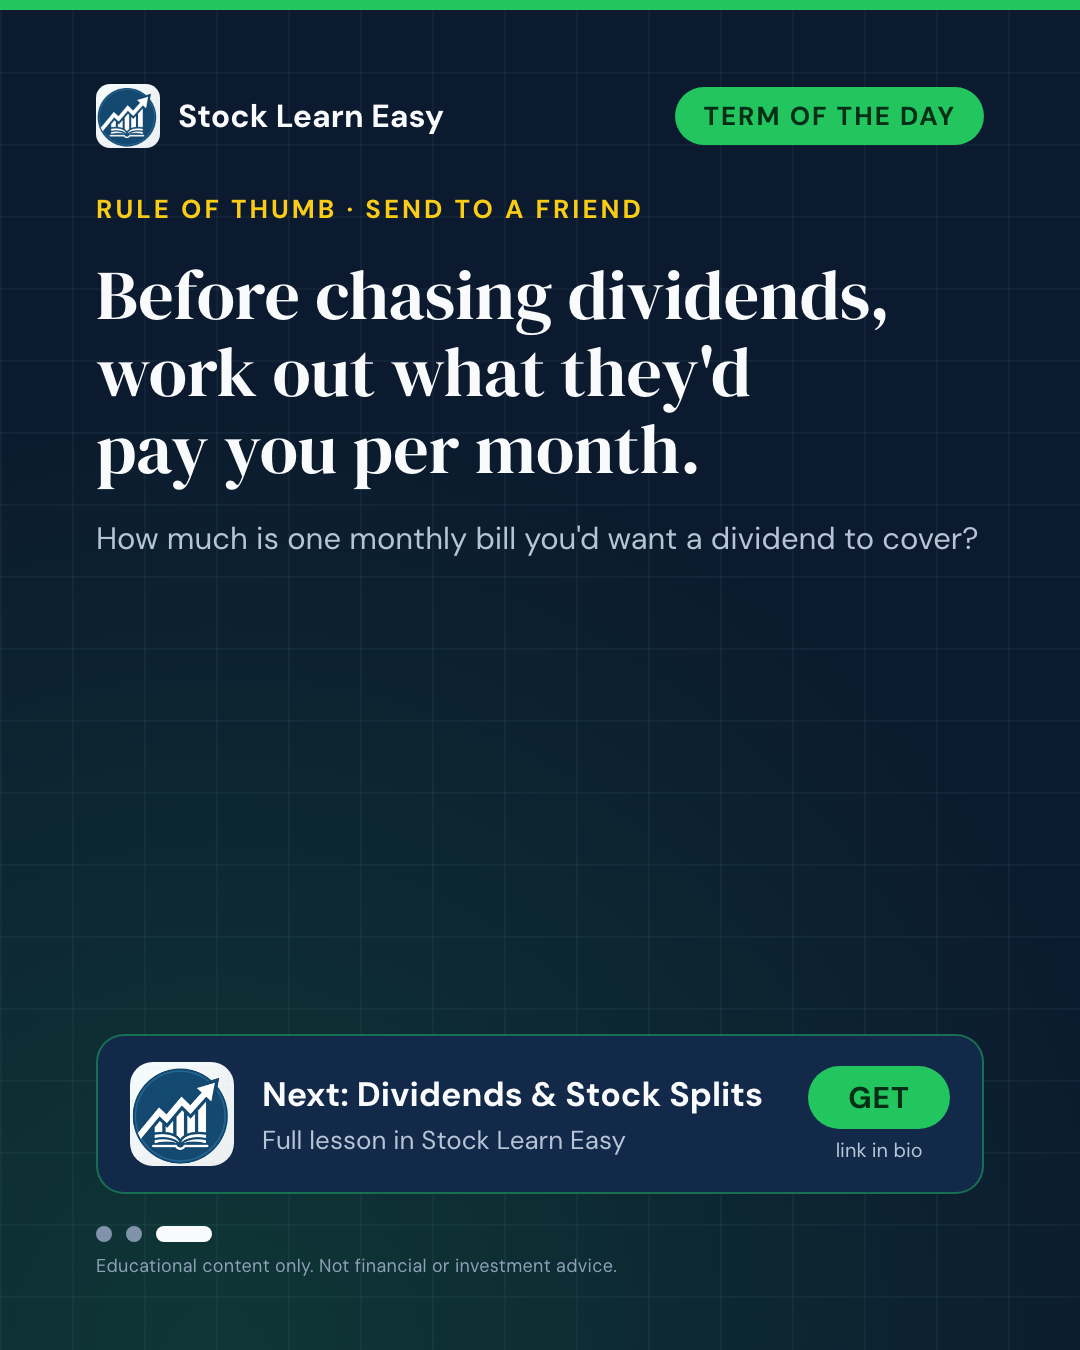 Stock Learn Easy
TERM OF THE DAY
RULE OF THUMB · SEND TO A FRIEND
Before chasing dividends,
work out what they'd
pay you per month.
How much is one monthly bill you'd want a dividend to cover?
Next: Dividends & Stock Splits
Full lesson in Stock Learn Easy
GET
link in bio
Educational content only. Not financial or investment advice.